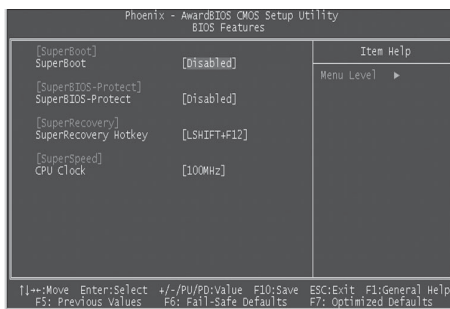 Phoenix - AwardBIOS CMOS Setup Utility
BIOS Features
[SuperBoot]
SuperBoot [Disabled]
[SuperBIOS-Protect]
SuperBIOS-Protect [Disabled]
[SuperRecovery]
SuperRecovery Hotkey [LSHIFT+F12]
[SuperSpeed]
CPU Clock [100MHz]
Item Help
Menu Level ►
↑↓→←:Move Enter:Select +/-/PU/PD:Value F10:Save ESC:Exit F1:General Help
F5: Previous Values F6: Fail-Safe Defaults F7: Optimized Defaults